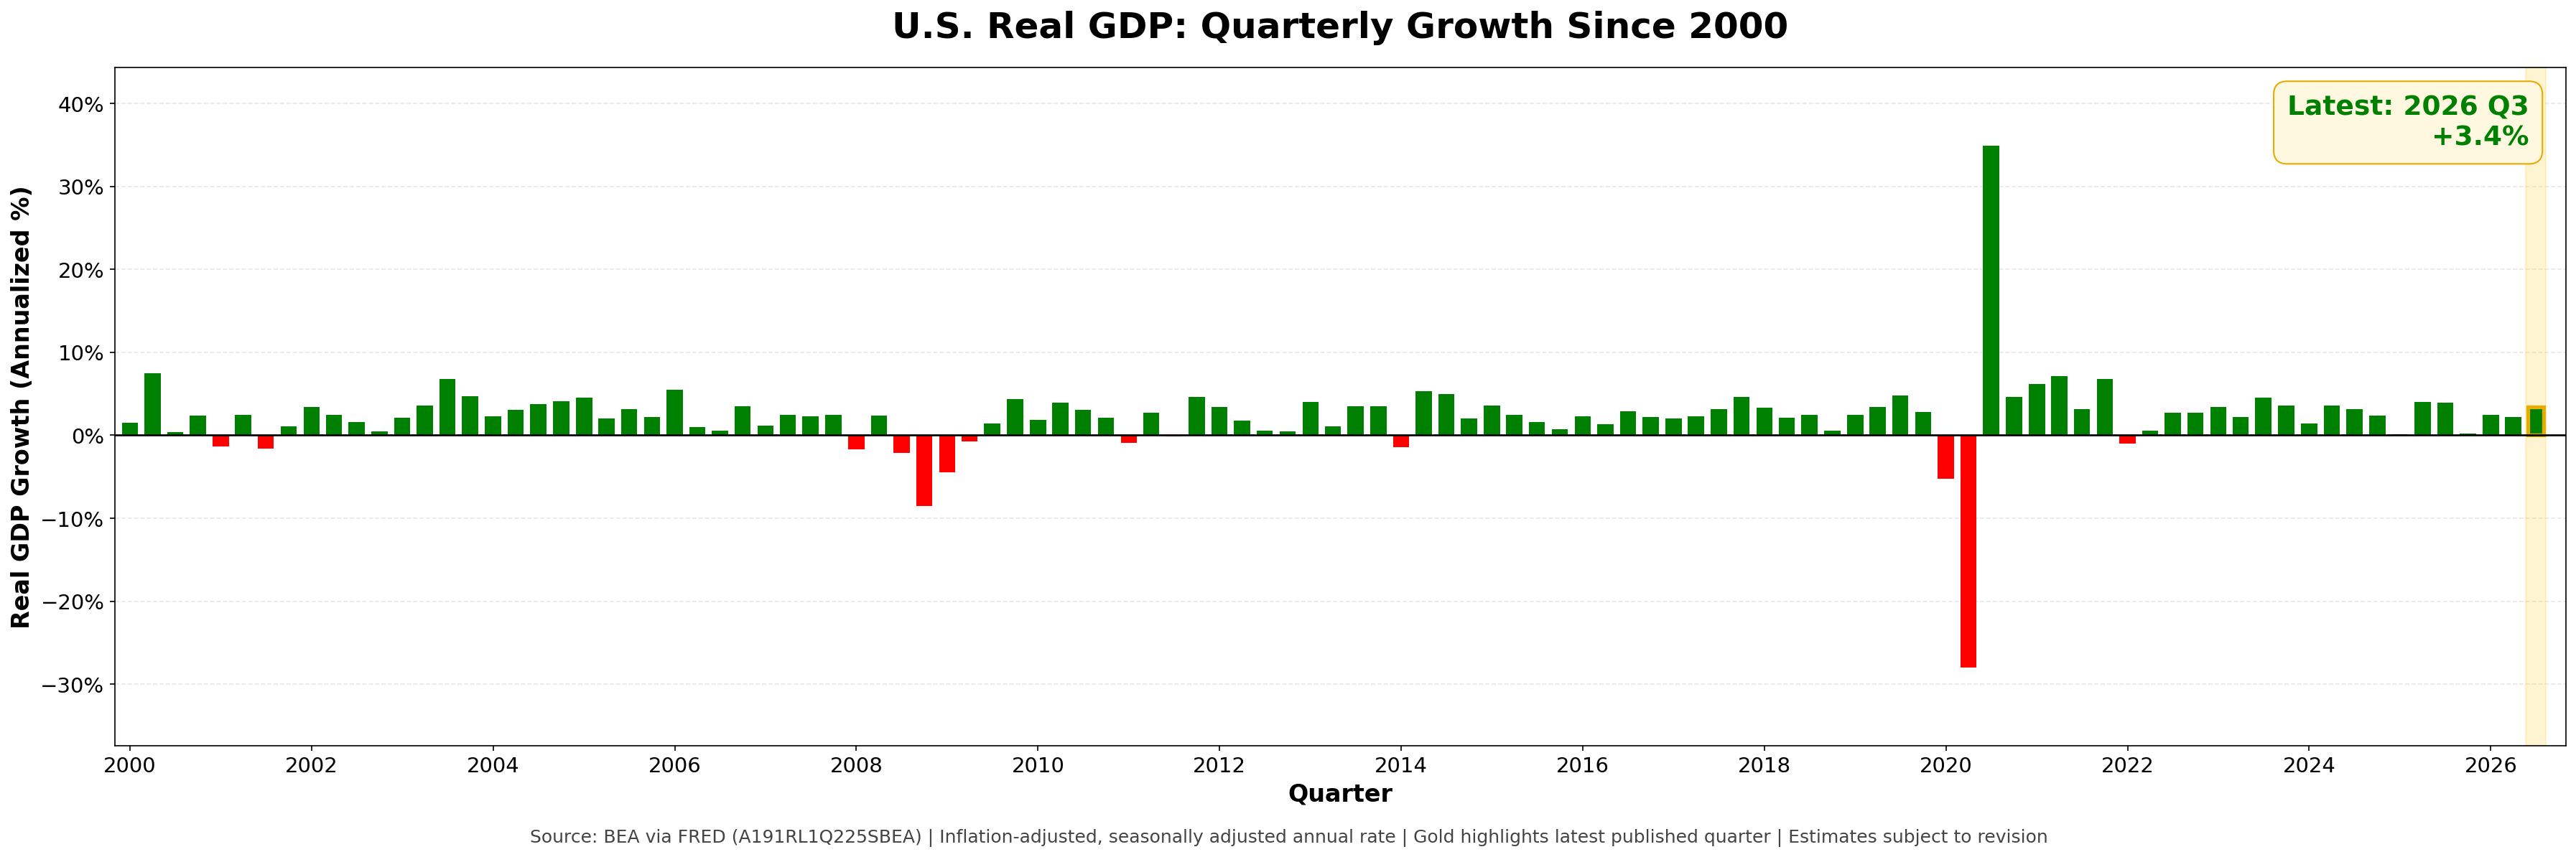 U.S. Real GDP: Quarterly Growth Since 2000
Latest: 2026 Q3
+3.4%
Real GDP Growth (Annualized %)
40%
30%
20%
10%
0%
−10%
−20%
−30%
2000 2002 2004 2006 2008 2010 2012 2014 2016 2018 2020 2022 2024 2026
Quarter
Source: BEA via FRED (A191RL1Q225SBEA) | Inflation-adjusted, seasonally adjusted annual rate | Gold highlights latest published quarter | Estimates subject to revision